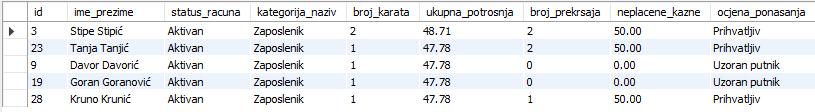 id ime_prezime status_racuna kategorija_naziv broj_karata ukupna_potrosnja broj_prekrsaja neplacene_kazne ocjena_ponasanja
3 Stipe Stipić Aktivan Zaposlenik 2 48.71 2 50.00 Prihvatljiv
23 Tanja Tanjić Aktivan Zaposlenik 1 47.78 2 50.00 Prihvatljiv
9 Davor Davorić Aktivan Zaposlenik 1 47.78 0 0.00 Uzoran putnik
19 Goran Goranović Aktivan Zaposlenik 1 47.78 0 0.00 Uzoran putnik
28 Kruno Krunić Aktivan Zaposlenik 1 47.78 1 50.00 Prihvatljiv